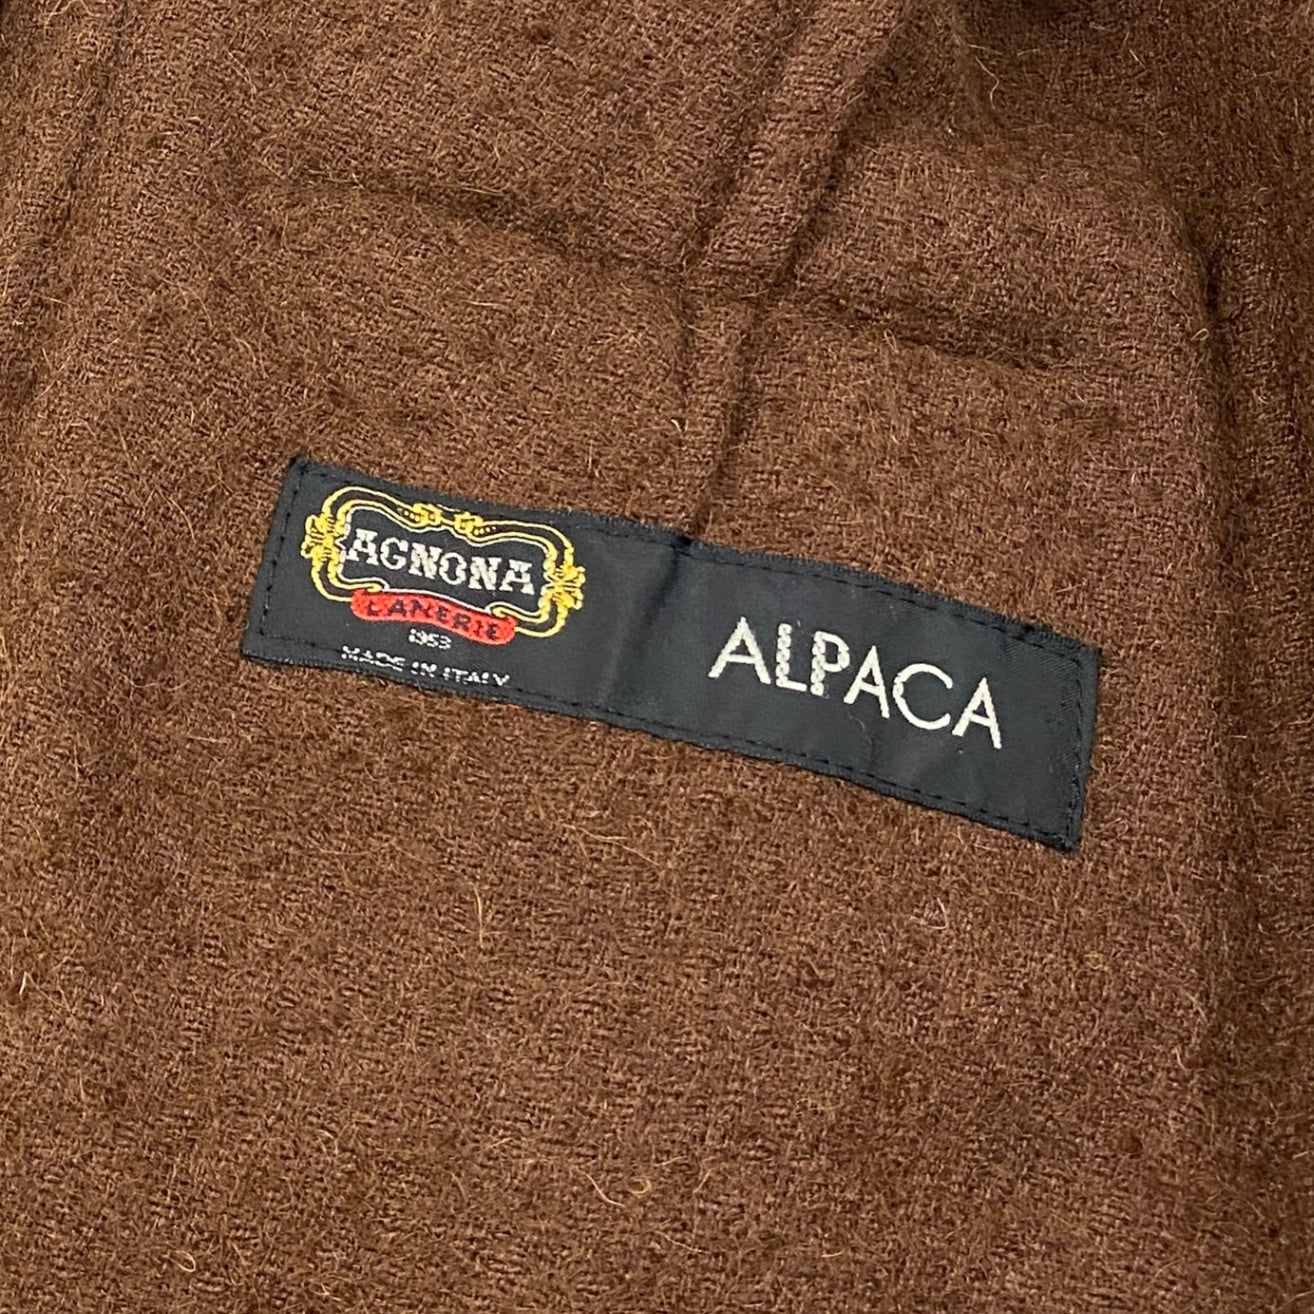 AGNONA
LANERIE
1953
MADE IN ITALY
ALPACA